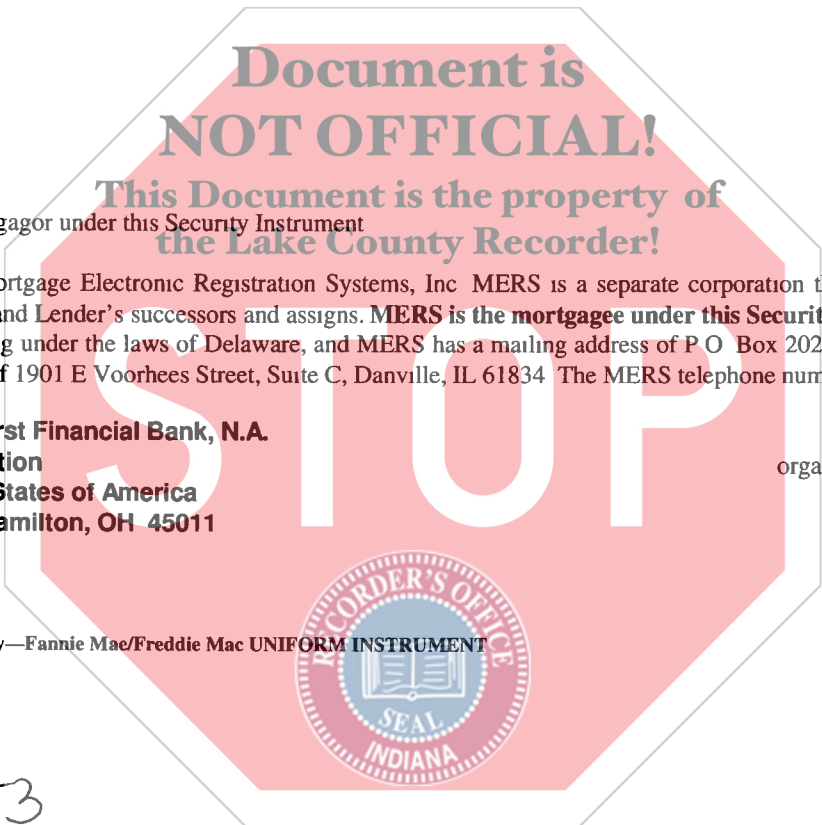 Document is
NOT OFFICIAL!
This Document is the property of
gagor under this Security Instrument
the Lake County Recorder!
ortgage Electronic Registration Systems, Inc MERS is a separate corporation t
and Lender's successors and assigns. MERS is the mortgagee under this Securit
g under the laws of Delaware, and MERS has a mailing address of P O Box 202
f 1901 E Voorhees Street, Suite C, Danville, IL 61834 The MERS telephone num
STOP
rst Financial Bank, N.A.
tion
orga
States of America
amilton, OH 45011
RECORDER'S OFFICE
y—Fannie Mae/Freddie Mac UNIFORM INSTRUMENT
SEAL
INDIANA
3